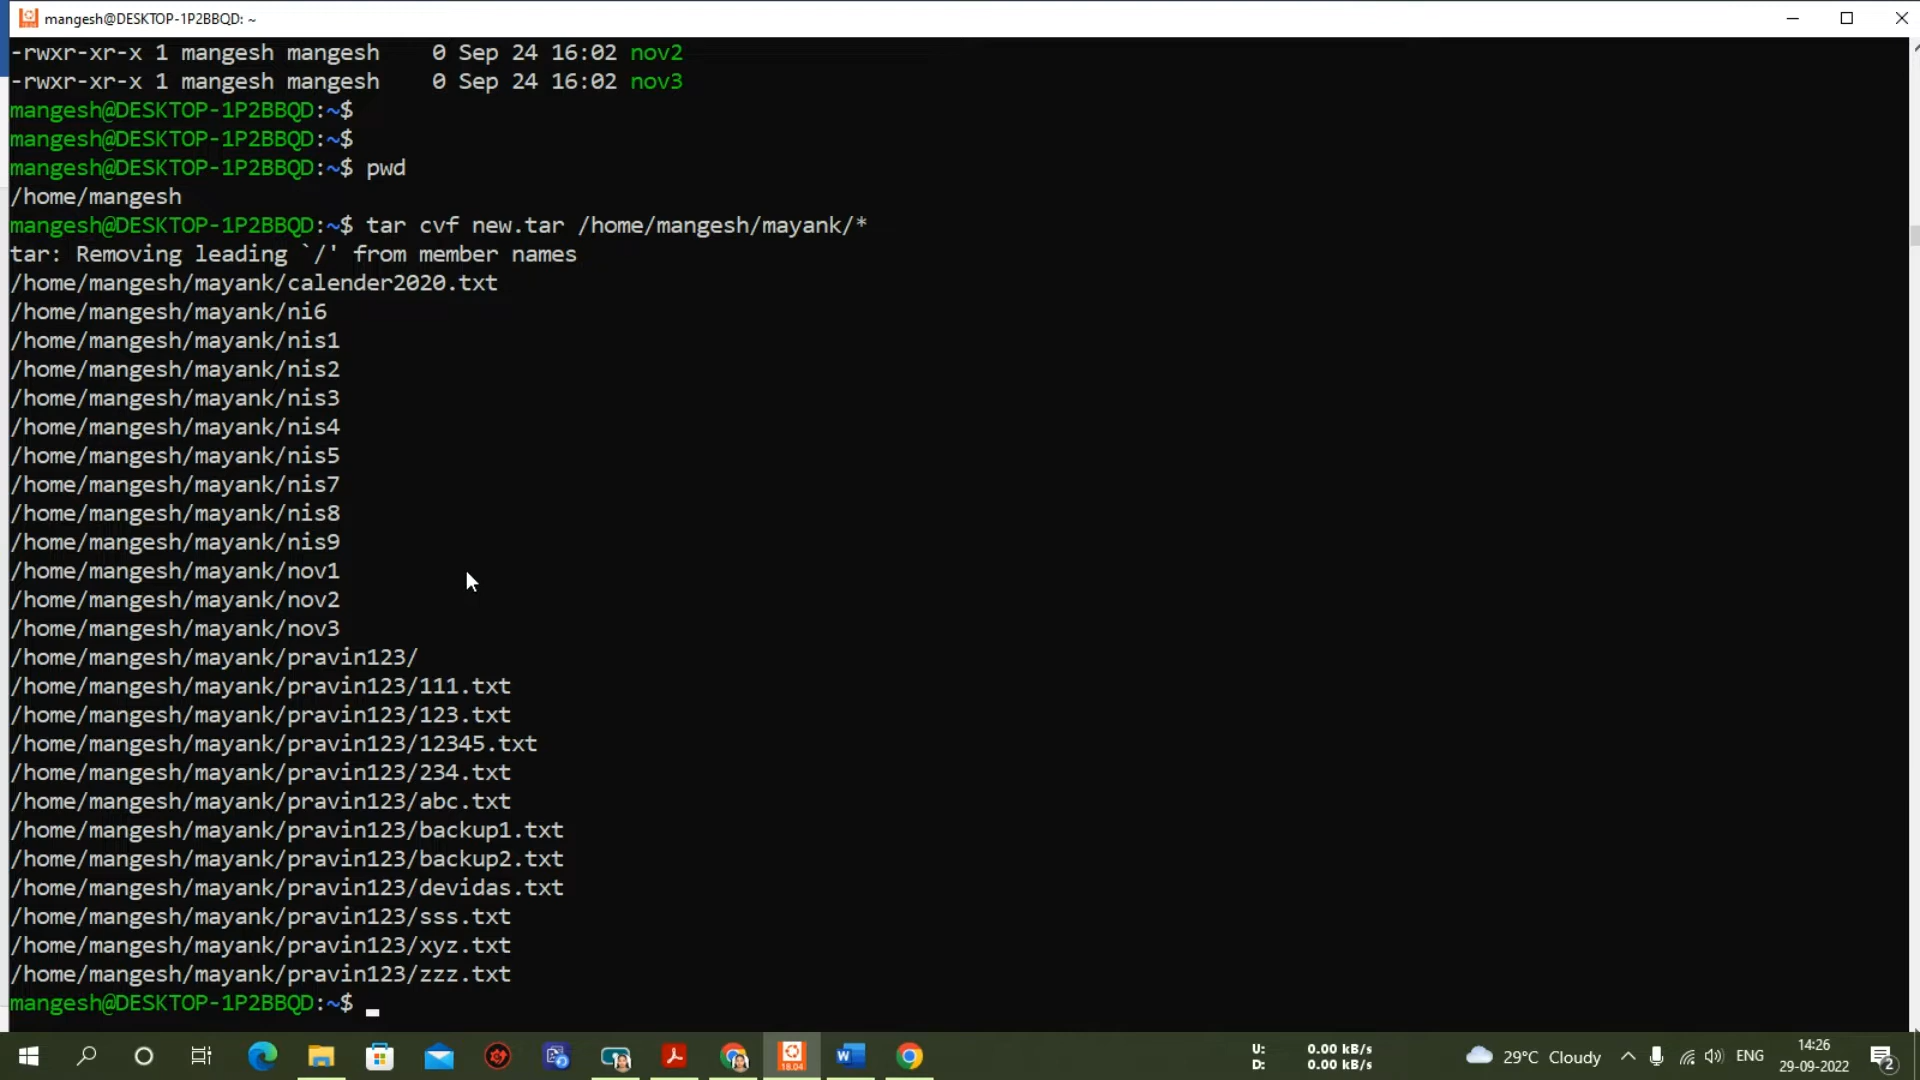 mangesh@DESKTOP-1P2BBQD: ~
-rwxr-xr-x 1 mangesh mangesh    0 Sep 24 16:02 nov2
-rwxr-xr-x 1 mangesh mangesh    0 Sep 24 16:02 nov3
mangesh@DESKTOP-1P2BBQD:~$
mangesh@DESKTOP-1P2BBQD:~$
mangesh@DESKTOP-1P2BBQD:~$ pwd
/home/mangesh
mangesh@DESKTOP-1P2BBQD:~$ tar cvf new.tar /home/mangesh/mayank/*
tar: Removing leading `/' from member names
/home/mangesh/mayank/calender2020.txt
/home/mangesh/mayank/ni6
/home/mangesh/mayank/nis1
/home/mangesh/mayank/nis2
/home/mangesh/mayank/nis3
/home/mangesh/mayank/nis4
/home/mangesh/mayank/nis5
/home/mangesh/mayank/nis7
/home/mangesh/mayank/nis8
/home/mangesh/mayank/nis9
/home/mangesh/mayank/nov1
/home/mangesh/mayank/nov2
/home/mangesh/mayank/nov3
/home/mangesh/mayank/pravin123/
/home/mangesh/mayank/pravin123/111.txt
/home/mangesh/mayank/pravin123/123.txt
/home/mangesh/mayank/pravin123/12345.txt
/home/mangesh/mayank/pravin123/234.txt
/home/mangesh/mayank/pravin123/abc.txt
/home/mangesh/mayank/pravin123/backup1.txt
/home/mangesh/mayank/pravin123/backup2.txt
/home/mangesh/mayank/pravin123/devidas.txt
/home/mangesh/mayank/pravin123/sss.txt
/home/mangesh/mayank/pravin123/xyz.txt
/home/mangesh/mayank/pravin123/zzz.txt
mangesh@DESKTOP-1P2BBQD:~$
18.04
U: 0.00 kB/s
D: 0.00 kB/s
29°C Cloudy
ENG
14:26
29-09-2022
2